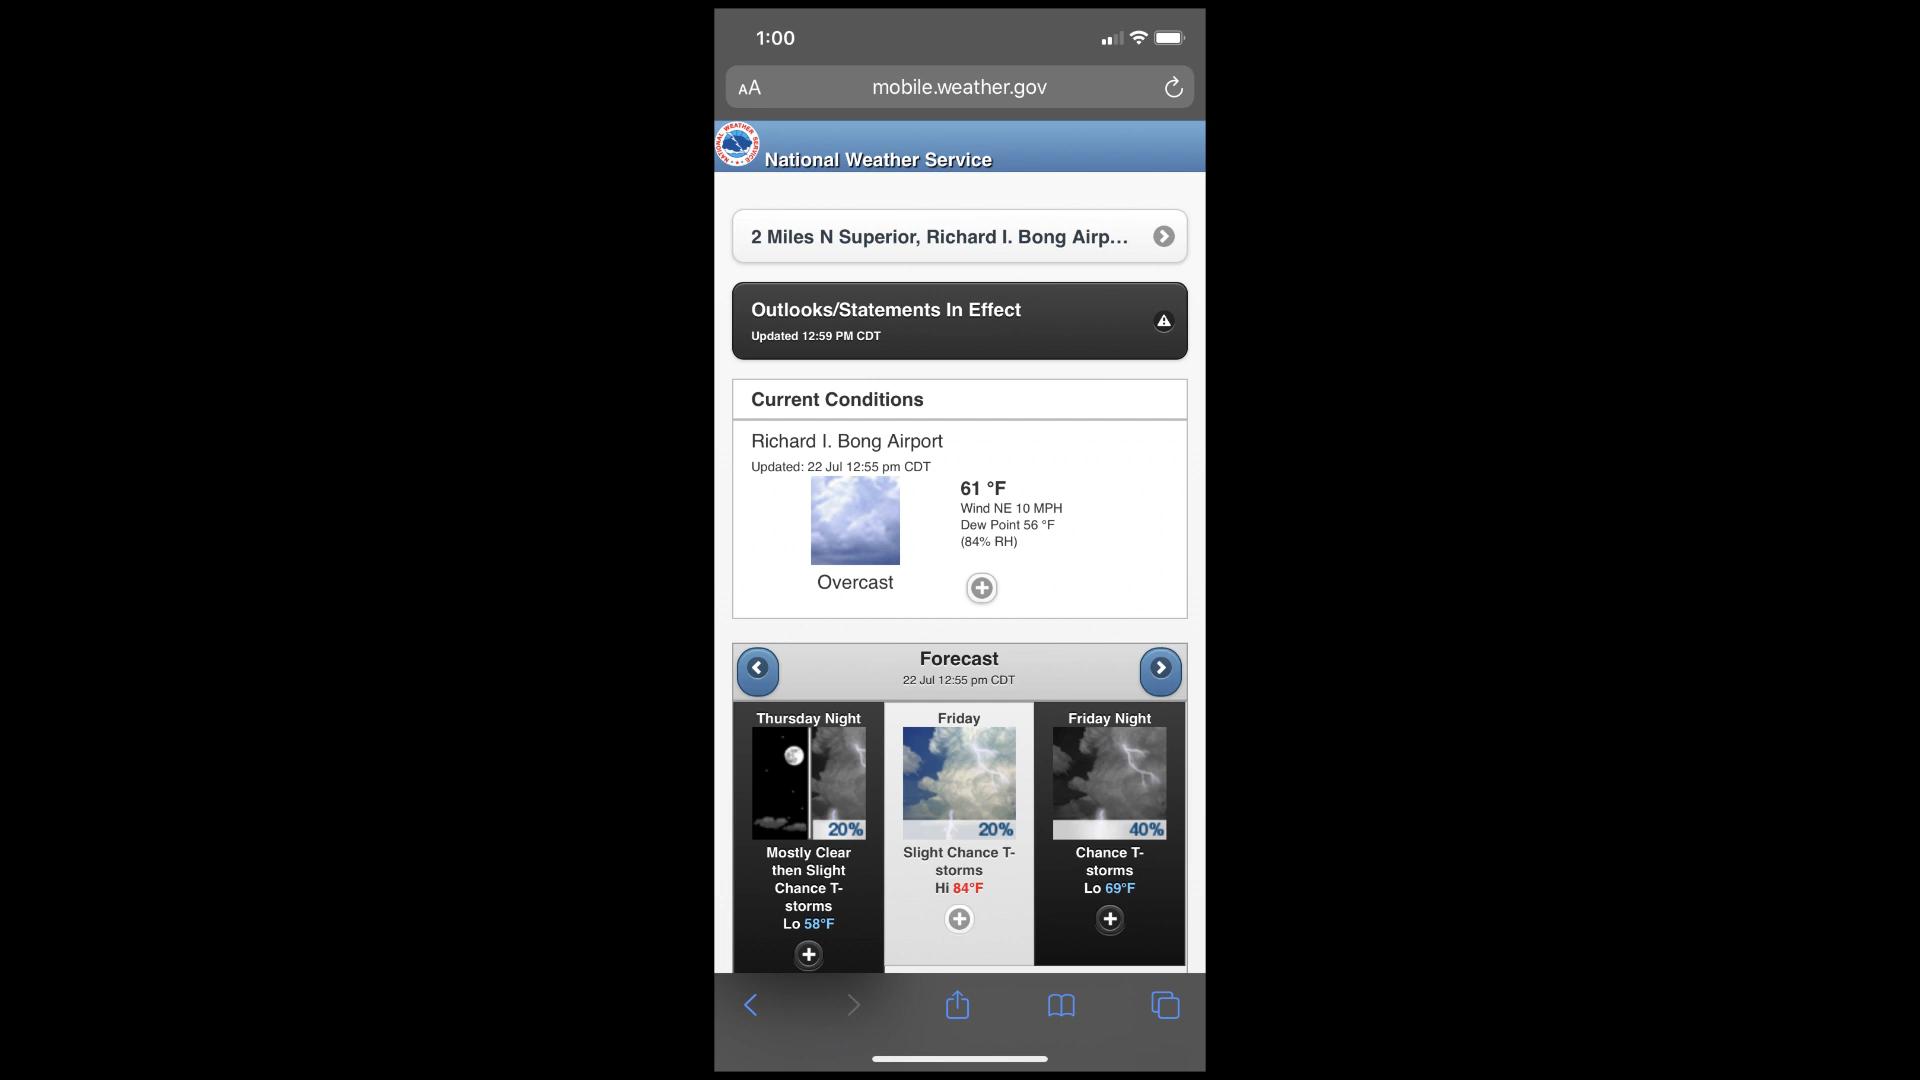 1:00
AA
mobile.weather.gov
NATIONAL WEATHER SERVICE
National Weather Service
2 Miles N Superior, Richard I. Bong Airp...
Outlooks/Statements In Effect
Updated 12:59 PM CDT
Current Conditions
Richard I. Bong Airport
Updated: 22 Jul 12:55 pm CDT
61 °F
Wind NE 10 MPH
Dew Point 56 °F
(84% RH)
Overcast
Forecast
22 Jul 12:55 pm CDT
Thursday Night
20%
Mostly Clear
then Slight
Chance T-
storms
Lo 58°F
Friday
20%
Slight Chance T-
storms
Hi 84°F
Friday Night
40%
Chance T-
storms
Lo 69°F